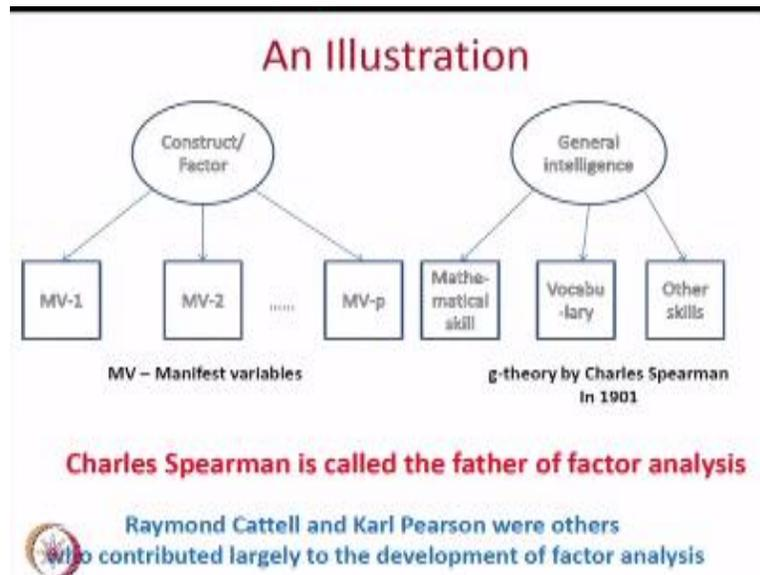 An Illustration
Construct/
Factor
General
intelligence
MV-1
MV-2
......
MV-p
Mathe-
matical
skill
Vocabu
-lary
Other
skills
MV – Manifest variables
g-theory by Charles Spearman
In 1901
Charles Spearman is called the father of factor analysis
Raymond Cattell and Karl Pearson were others
who contributed largely to the development of factor analysis